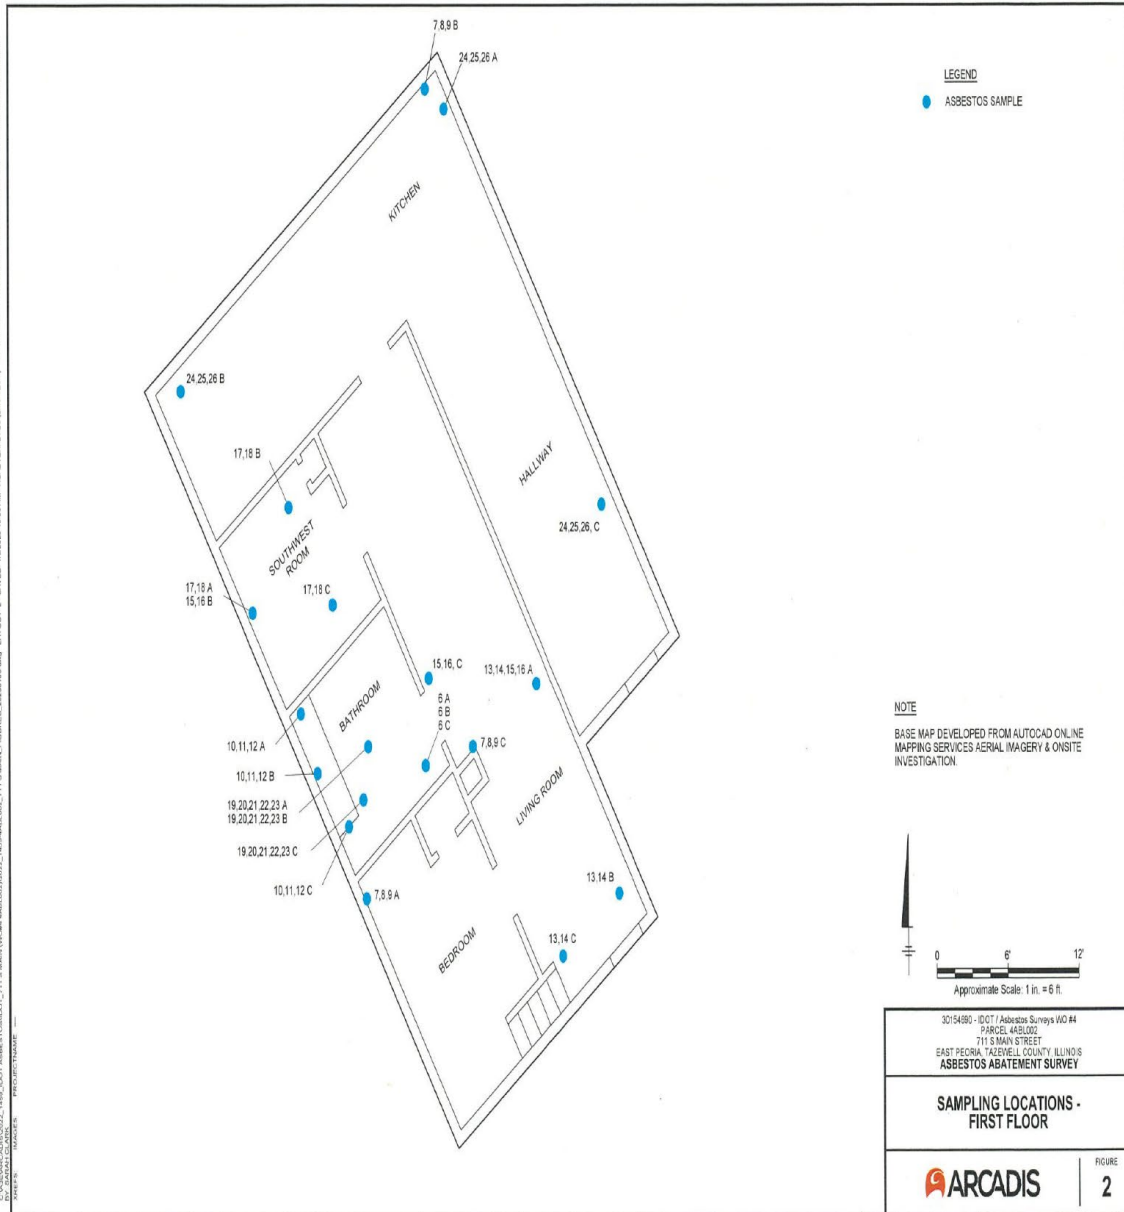 7,8,9 B
24,25,26 A
LEGEND
ASBESTOS SAMPLE
KITCHEN
24,25,26 B
17,18 B
HALLWAY
24,25,26, C
SOUTHWEST
ROOM
17,18 A
15,16 B
17,18 C
15,16, C
13,14,15,16 A
BATHROOM
6 A
6 B
6 C
7,8,9 C
10,11,12 A
10,11,12 B
19,20,21,22,23 A
19,20,21,22,23 B
19,20,21,22,23 C
10,11,12 C
LIVING ROOM
7,8,9 A
13,14 B
BEDROOM
13,14 C
NOTE
BASE MAP DEVELOPED FROM AUTOCAD ONLINE
MAPPING SERVICES AERIAL IMAGERY & ONSITE
INVESTIGATION.
0 6' 12'
Approximate Scale: 1 in. = 6 ft.
30154690 - IDOT / Asbestos Surveys WO #4
PARCEL 4ABL002
711 S MAIN STREET
EAST PEORIA, TAZEWELL COUNTY, ILLINOIS
ASBESTOS ABATEMENT SURVEY
SAMPLING LOCATIONS -
FIRST FLOOR
ARCADIS
FIGURE
2
BY: SARAH CLARK
XREFS: IMAGES: PROJECTNAME: ---